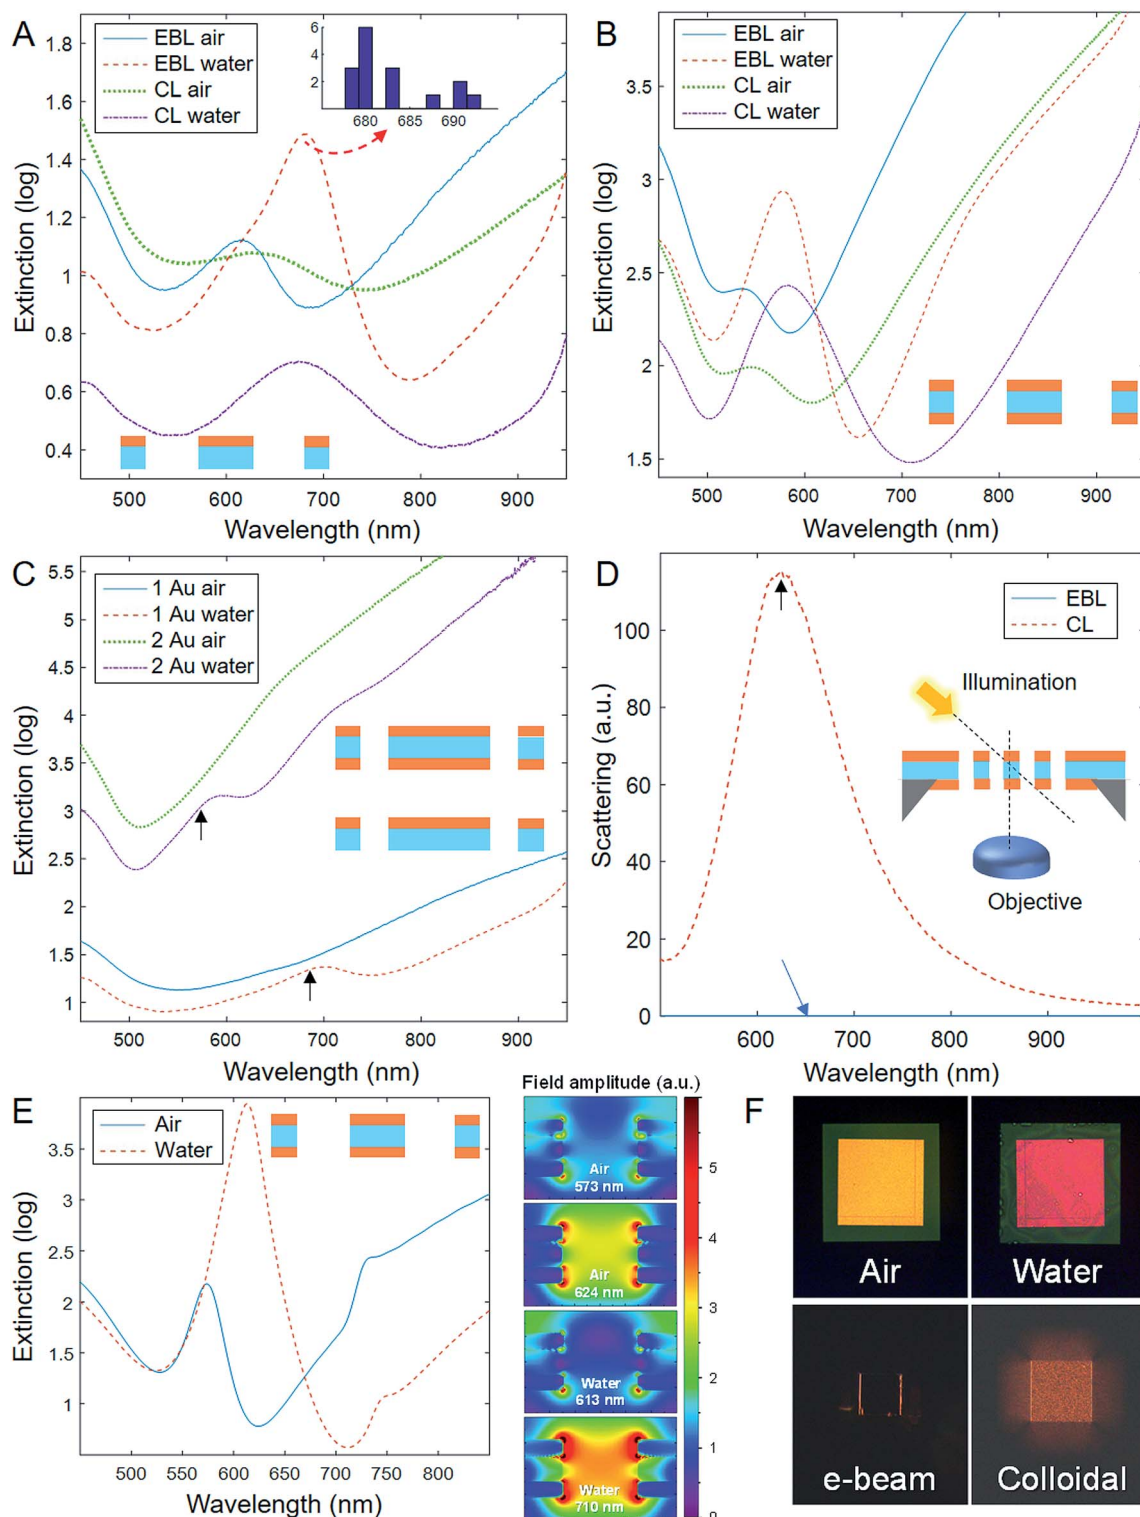 A
EBL air
EBL water
CL air
CL water
6
4
2
680 685 690
1.8
1.6
1.4
1.2
1
0.8
0.6
0.4
500 600 700 800 900
Extinction (log)
Wavelength (nm)
B
EBL air
EBL water
CL air
CL water
3.5
3
2.5
2
1.5
500 600 700 800 900
Extinction (log)
Wavelength (nm)
C
1 Au air
1 Au water
2 Au air
2 Au water
5.5
5
4.5
4
3.5
3
2.5
2
1.5
1
500 600 700 800 900
Extinction (log)
Wavelength (nm)
D
EBL
CL
Illumination
Objective
100
80
60
40
20
0
600 700 800 900
Scattering (a.u.)
Wavelength (nm)
E
Air
Water
3.5
3
2.5
2
1.5
1
500 550 600 650 700 750 800
Extinction (log)
Wavelength (nm)
Field amplitude (a.u.)
Air
573 nm
Air
624 nm
Water
613 nm
Water
710 nm
5
4
3
2
1
0
F
Air
Water
e-beam
Colloidal